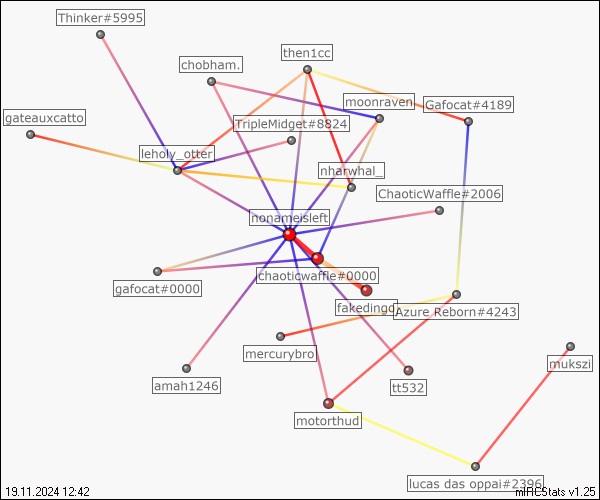 Thinker#5995
then1cc
chobham.
moonraven
Gafocat#4189
gateauxcatto
TripleMidget#8824
leholy_otter
nharwhal_
ChaoticWaffle#2006
nonameisleft
chaoticwaffle#0000
gafocat#0000
fakedingo
Azure Reborn#4243
mercurybro
mukszi
amah1246
tt532
motorthud
lucas das oppai#2396
19.11.2024 12:42
mIRCStats v1.25